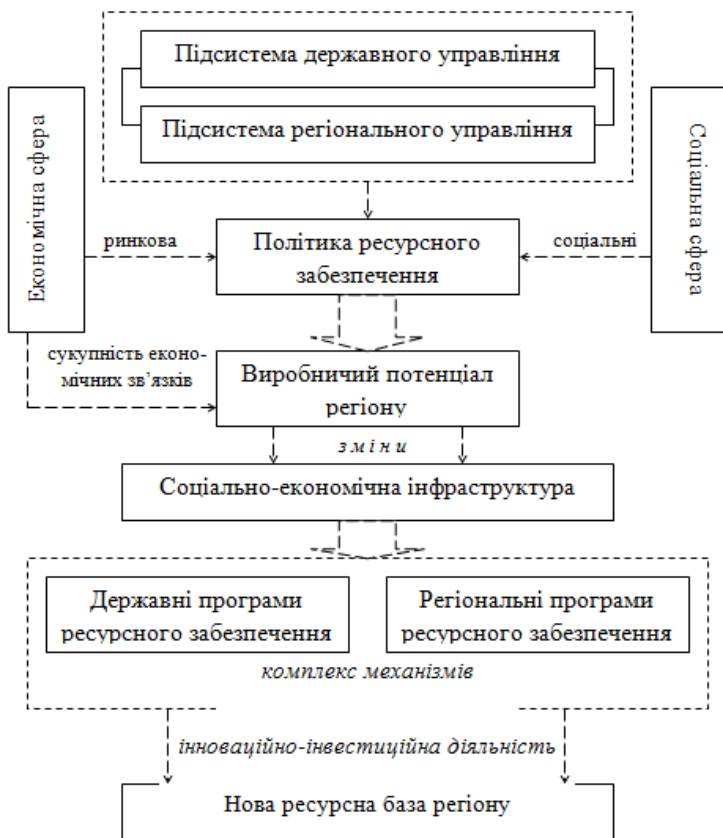 Підсистема державного управління
Підсистема регіонального управління
Економічна сфера
Соціальна сфера
ринкова
Політика ресурсного
забезпечення
соціальні
сукупність еконо-
мічних зв’язків
Виробничий потенціал
регіону
зміни
Соціально-економічна інфраструктура
Державні програми
ресурсного забезпечення
Регіональні програми
ресурсного забезпечення
комплекс механізмів
інноваційно-інвестиційна діяльність
Нова ресурсна база регіону